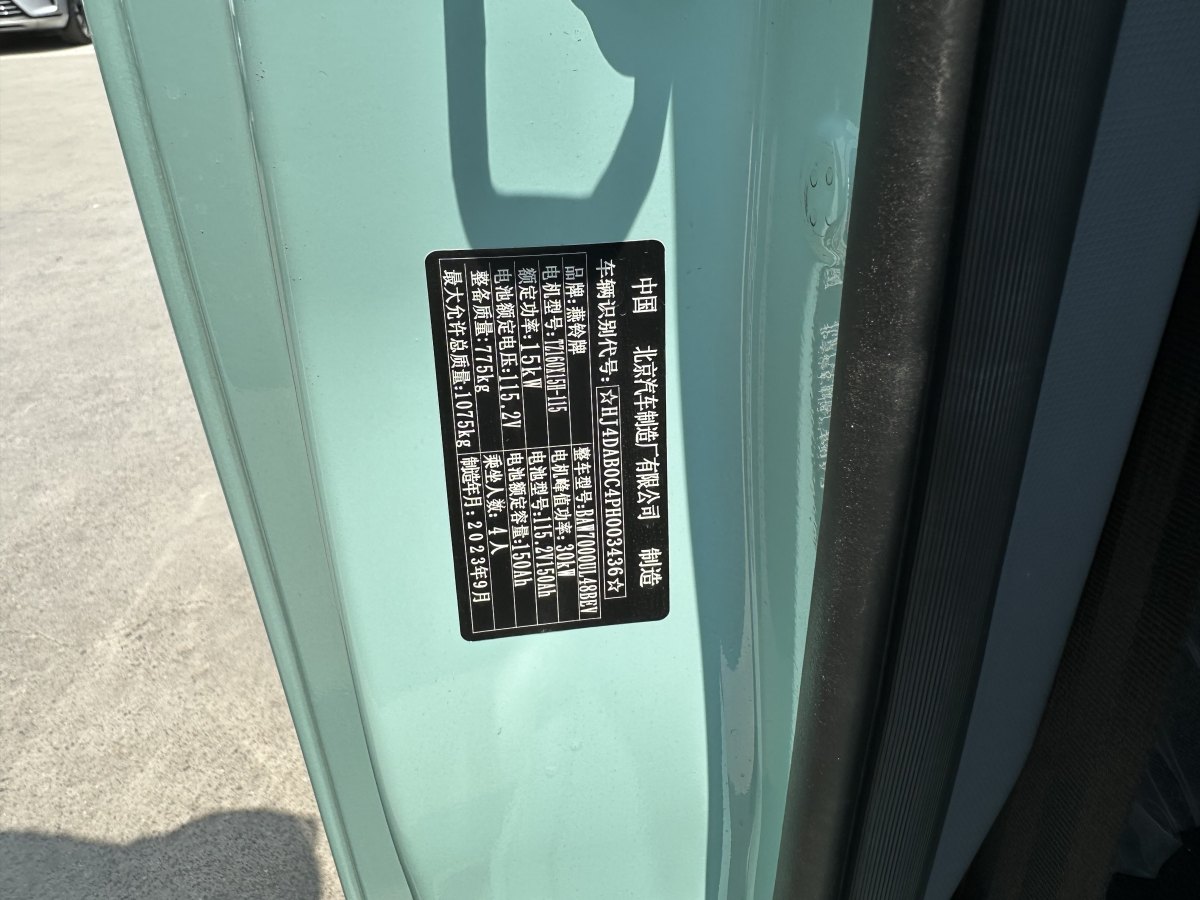 中国 北京汽车制造厂有限公司 制造
车辆识别代号:☆HJ4DAB0C4PH003436☆
品牌:燕铃牌 整车型号:BAW7000UL48BEV
电机型号:TZ160X15H-115 电机峰值功率:30kW
额定功率:15kW 电池型号:115.2V150Ah
电池额定电压:115.2V 电池额定容量:150Ah
整备质量:775kg 乘坐人数: 4人
最大允许总质量:1075kg 制造年月: 2023年9月